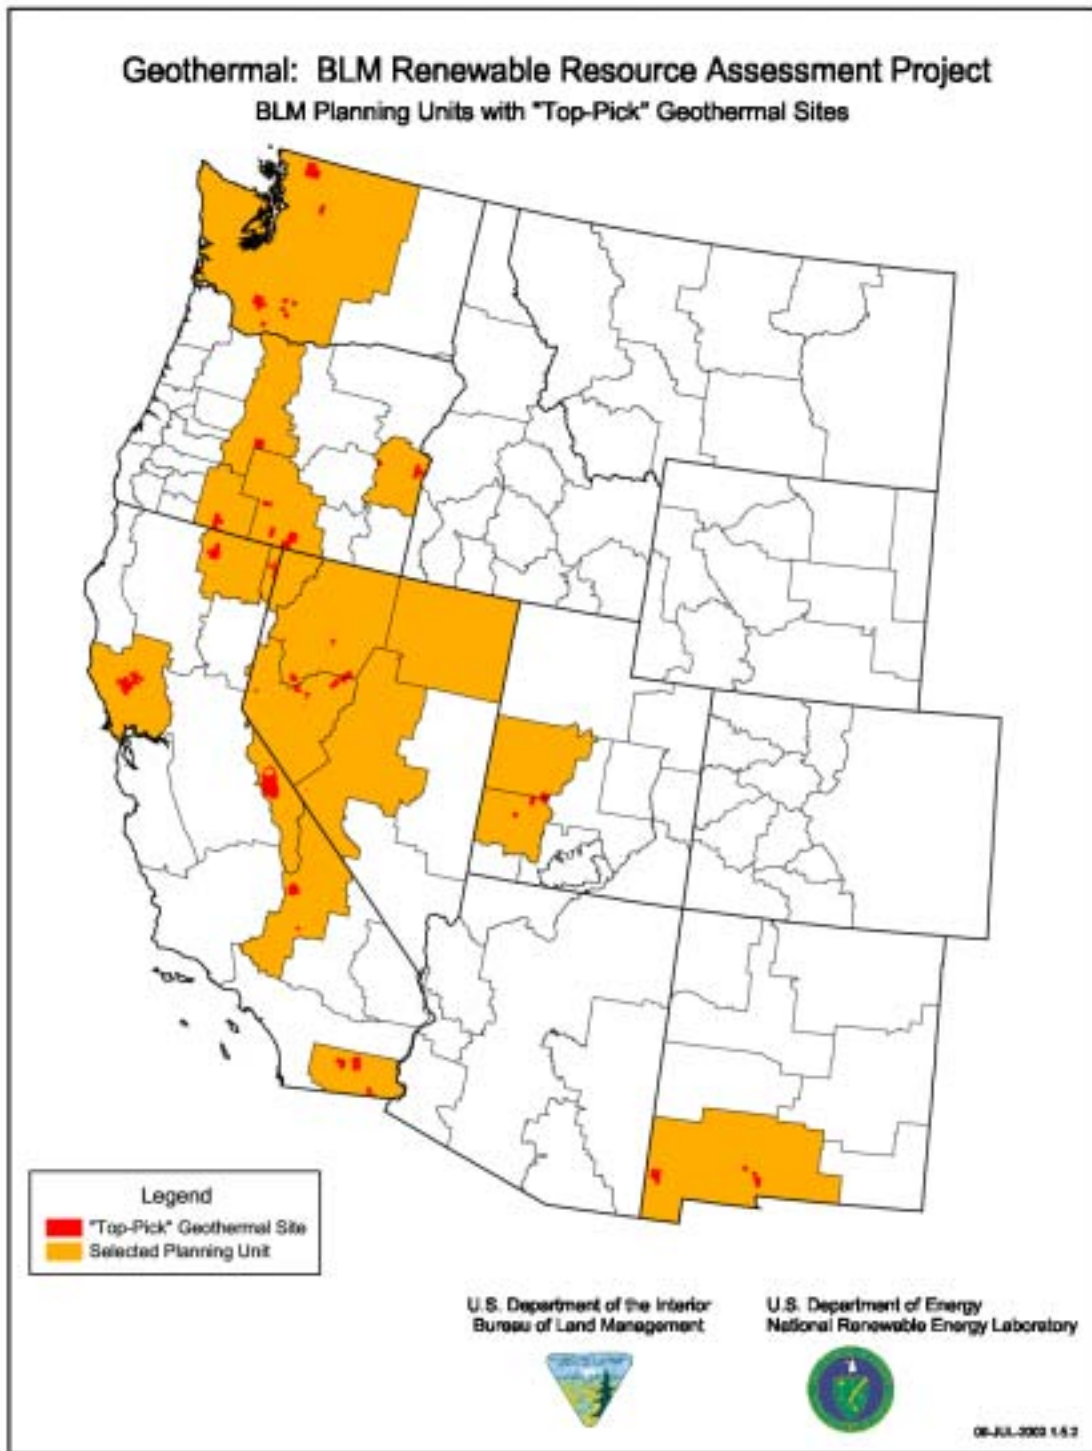 Geothermal: BLM Renewable Resource Assessment Project
BLM Planning Units with "Top-Pick" Geothermal Sites
Legend
"Top-Pick" Geothermal Site
Selected Planning Unit
U.S. Department of the Interior
Bureau of Land Management
U.S. Department of Energy
National Renewable Energy Laboratory